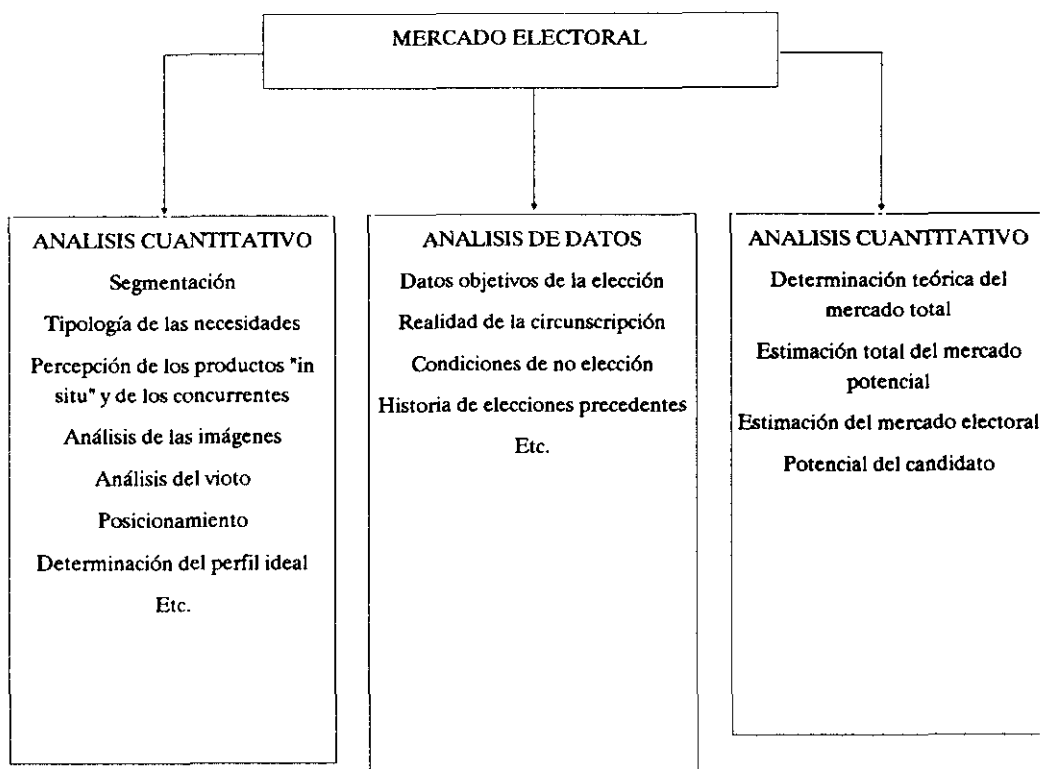 MERCADO ELECTORAL
ANALISIS CUANTITATIVO
Segmentación
Tipología de las necesidades
Percepción de los productos "in
situ" y de los concurrentes
Análisis de las imágenes
Análisis del vioto
Posicionamiento
Determinación del perfil ideal
Etc.
ANALISIS DE DATOS
Datos objetivos de la elección
Realidad de la circunscripción
Condiciones de no elección
Historia de elecciones precedentes
Etc.
ANALISIS CUANTITATIVO
Determinación teórica del
mercado total
Estimación total del mercado
potencial
Estimación del mercado electoral
Potencial del candidato